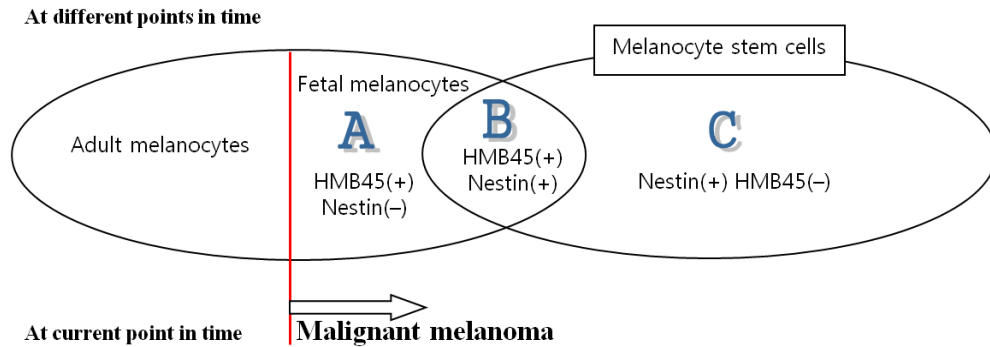 At different points in time
Melanocyte stem cells
Fetal melanocytes
Adult melanocytes
A
B
C
HMB45(+)
Nestin(–)
HMB45(+)
Nestin(+)
Nestin(+) HMB45(–)
At current point in time
Malignant melanoma